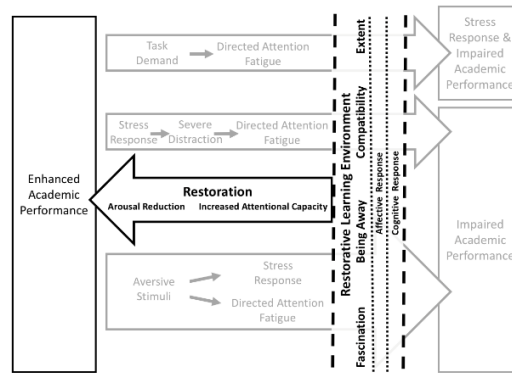 Task
Demand
Directed Attention
Fatigue
Stress
Response &
Impaired
Academic
Performance
Stress
Response
Severe
Distraction
Directed Attention
Fatigue
Enhanced
Academic
Performance
Restoration
Arousal Reduction
Increased Attentional Capacity
Aversive
Stimuli
Stress
Response
Directed Attention
Fatigue
Restorative Learning Environment
Extent
Compatibility
Being Away
Fascination
Affective Response
Cognitive Response
Impaired
Academic
Performance